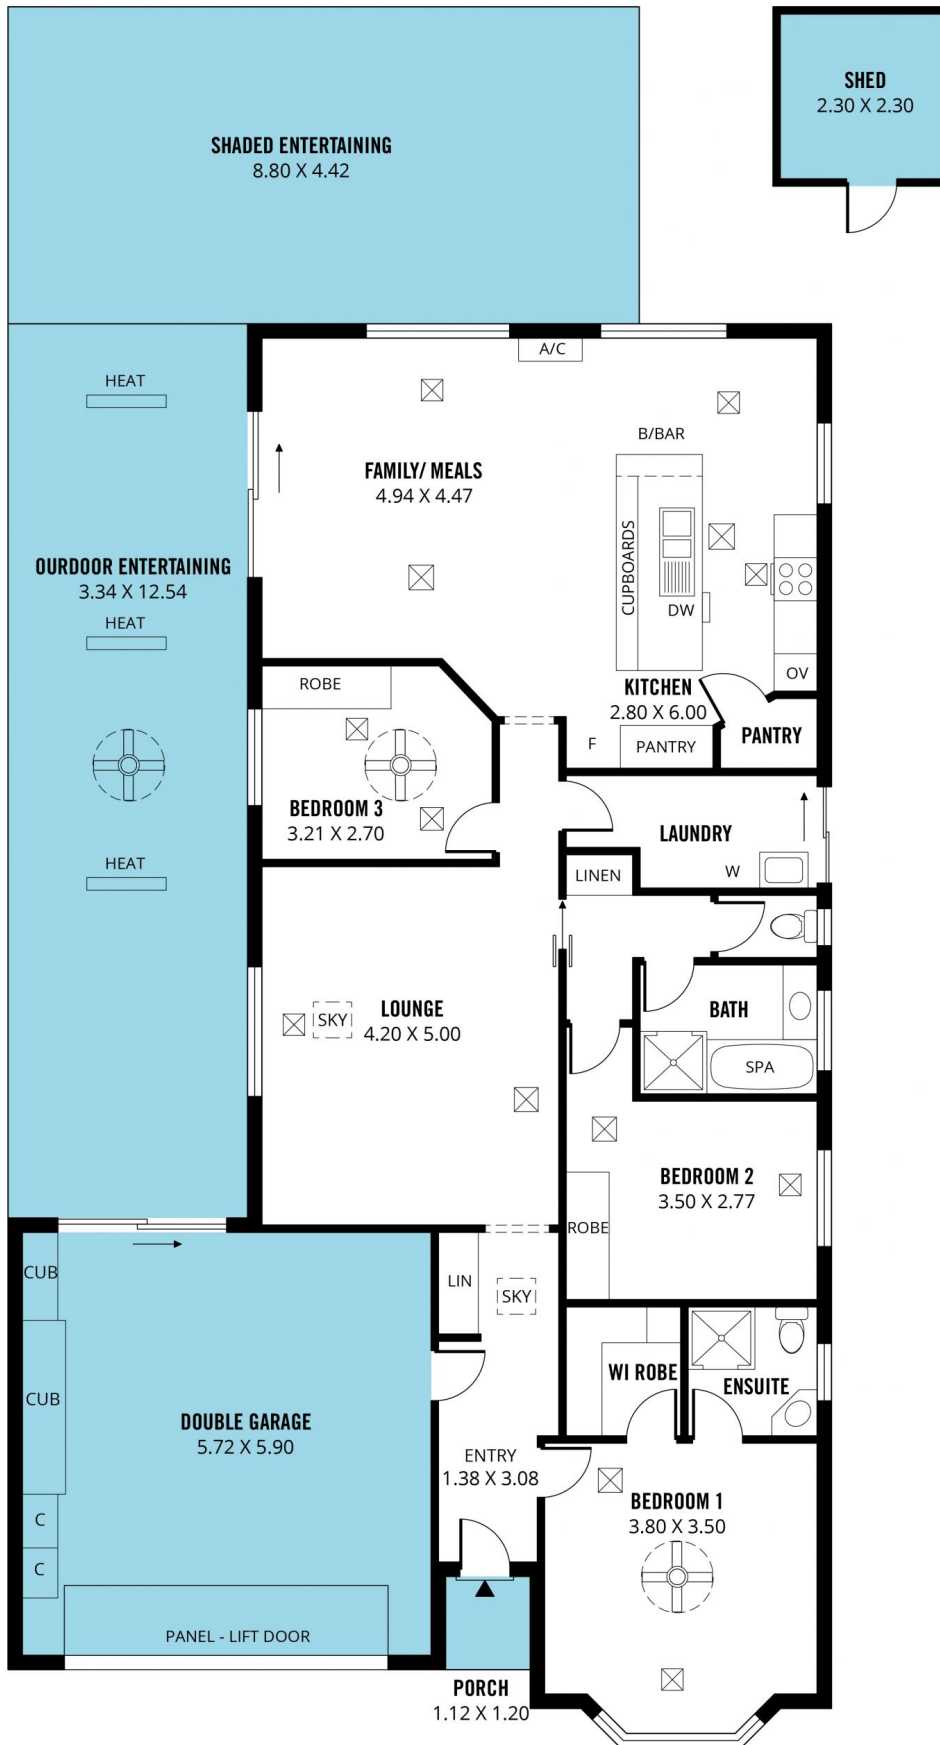 SHED
2.30 X 2.30
SHADED ENTERTAINING
8.80 X 4.42
A/C
HEAT
B/BAR
FAMILY/ MEALS
4.94 X 4.47
CUPBOARDS
OURDOOR ENTERTAINING
3.34 X 12.54
DW
HEAT
OV
ROBE
KITCHEN
2.80 X 6.00
F
PANTRY
PANTRY
BEDROOM 3
3.21 X 2.70
LAUNDRY
HEAT
W
LINEN
LOUNGE
4.20 X 5.00
SKY
BATH
SPA
BEDROOM 2
3.50 X 2.77
ROBE
CUB
LIN
SKY
CUB
WI ROBE
ENSUITE
DOUBLE GARAGE
5.72 X 5.90
ENTRY
1.38 X 3.08
C
C
BEDROOM 1
3.80 X 3.50
PANEL - LIFT DOOR
PORCH
1.12 X 1.20